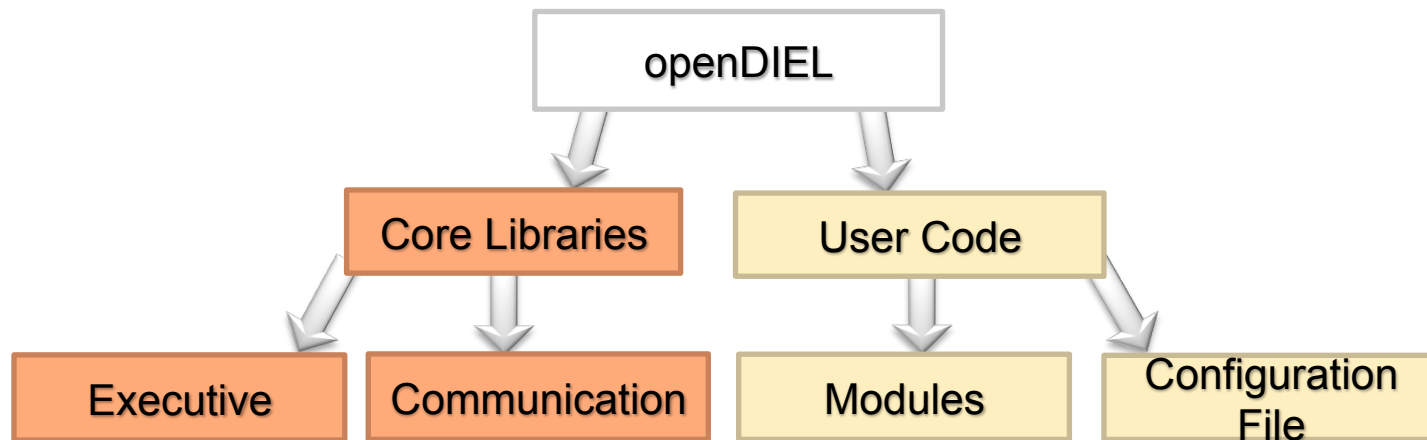 openDIEL
Core Libraries
User Code
Executive
Communication
Modules
Configuration
File